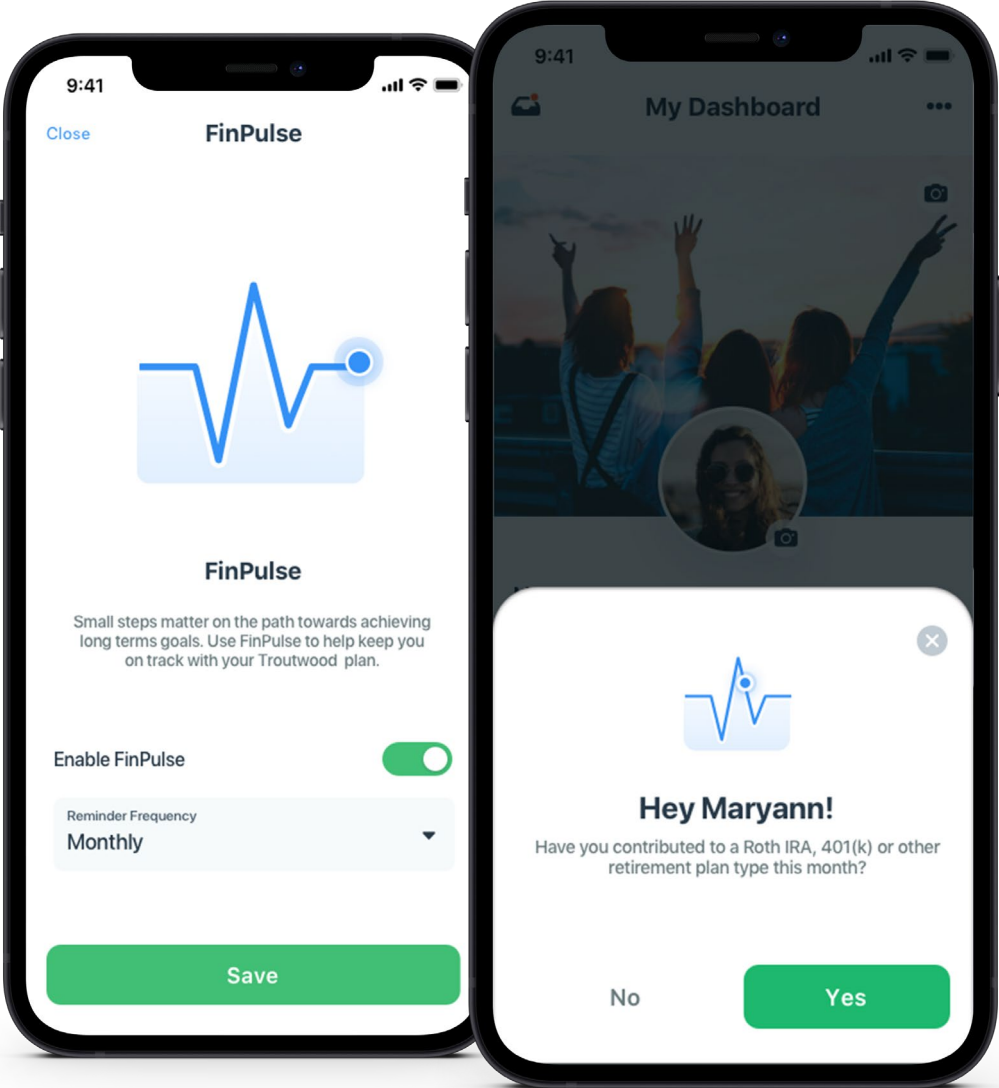 9:41
Close
FinPulse
FinPulse
Small steps matter on the path towards achieving
long terms goals. Use FinPulse to help keep you
on track with your Troutwood plan.
Enable FinPulse
Reminder Frequency
Monthly
Save
9:41
My Dashboard
Hey Maryann!
Have you contributed to a Roth IRA, 401(k) or other
retirement plan type this month?
No
Yes